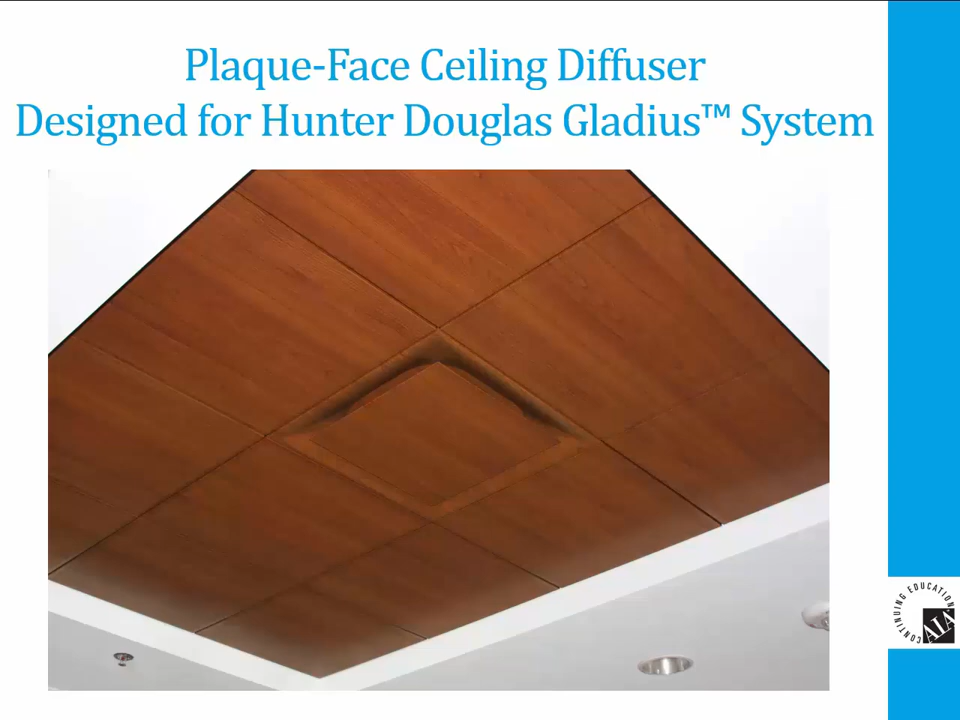 Plaque-Face Ceiling Diffuser
Designed for Hunter Douglas Gladius™ System
CONTINUING EDUCATION
AIA